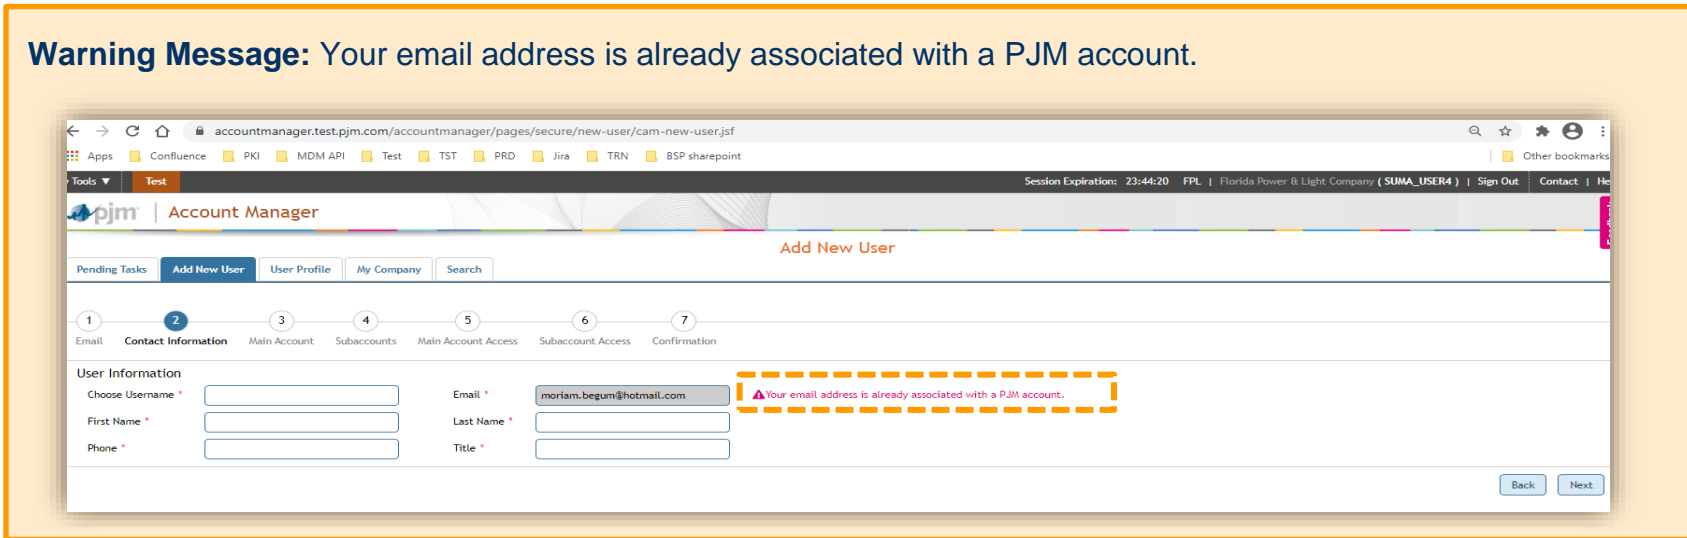 Warning Message: Your email address is already associated with a PJM account.
accountmanager.test.pjm.com/accountmanager/pages/secure/new-user/cam-new-user.jsf
Apps Confluence PKI MDM API Test TST PRD Jira TRN BSP sharepoint Other bookmarks
Tools ▼ Test Session Expiration: 23:44:20 FPL | Florida Power & Light Company ( SUMA_USER4 ) | Sign Out Contact | He
pjm | Account Manager
Add New User
Pending Tasks Add New User User Profile My Company Search
1 2 3 4 5 6 7
Email Contact Information Main Account Subaccounts Main Account Access Subaccount Access Confirmation
User Information
Choose Username * Email * moriam.begum@hotmail.com Your email address is already associated with a PJM account.
First Name * Last Name *
Phone * Title *
Back Next